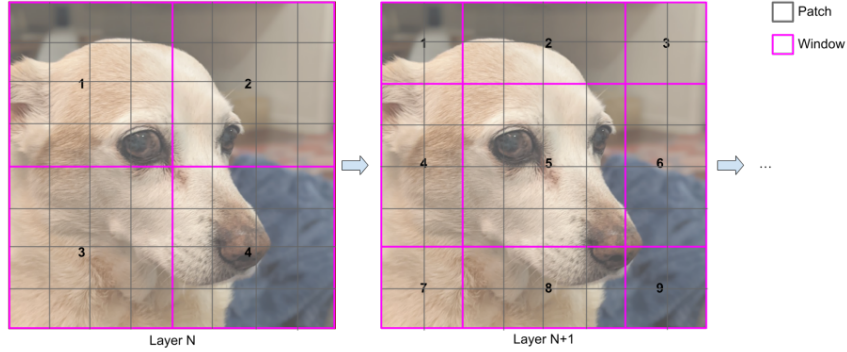 Patch
Window
1 2
3 4
1 2 3
4 5 6
7 8 9
...
Layer N
Layer N+1